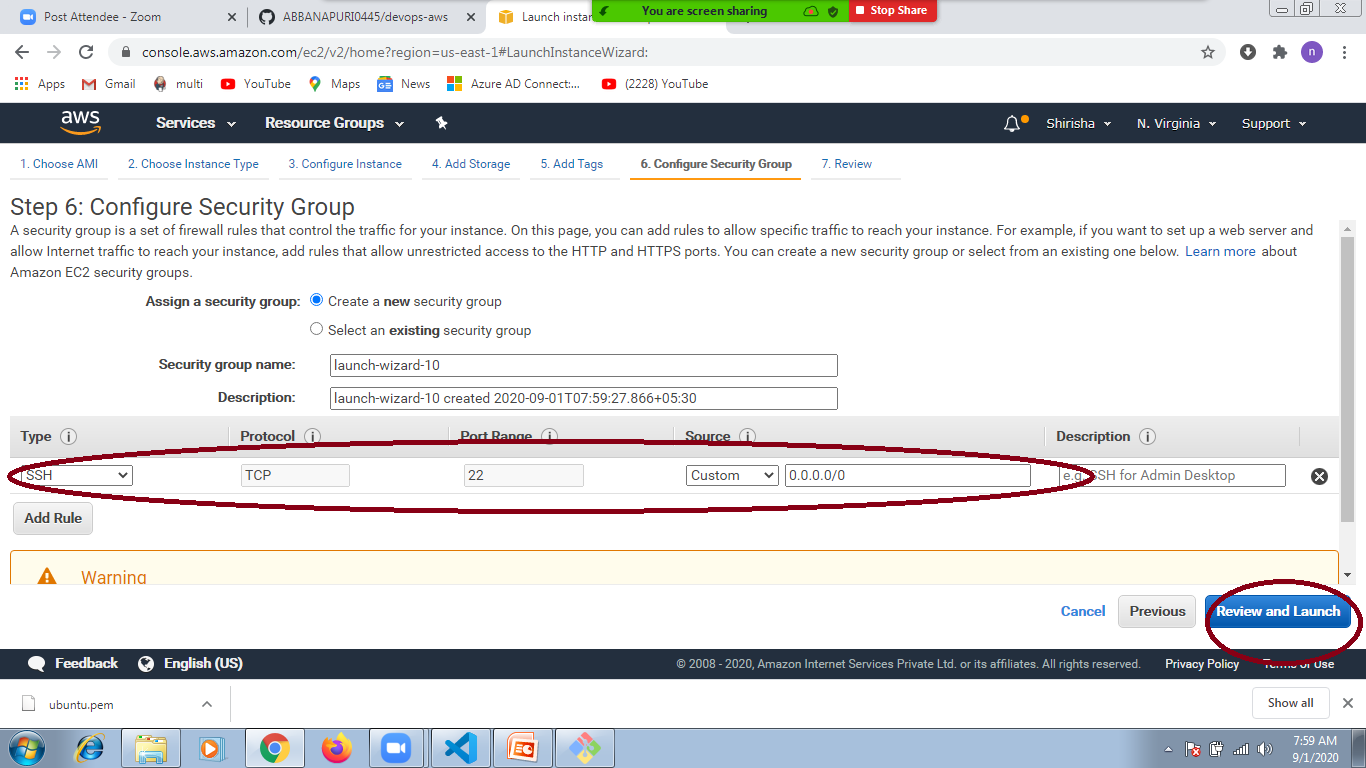 Post Attendee - Zoom
ABBANAPURI0445/devops-aws
Launch instan
You are screen sharing
Stop Share
console.aws.amazon.com/ec2/v2/home?region=us-east-1#LaunchInstanceWizard:
n
Apps
Gmail
multi
YouTube
Maps
News
Azure AD Connect:...
(2228) YouTube
aws
Services
Resource Groups
Shirisha
N. Virginia
Support
1. Choose AMI
2. Choose Instance Type
3. Configure Instance
4. Add Storage
5. Add Tags
6. Configure Security Group
7. Review
Step 6: Configure Security Group
A security group is a set of firewall rules that control the traffic for your instance. On this page, you can add rules to allow specific traffic to reach your instance. For example, if you want to set up a web server and
allow Internet traffic to reach your instance, add rules that allow unrestricted access to the HTTP and HTTPS ports. You can create a new security group or select from an existing one below. Learn more about
Amazon EC2 security groups.
Assign a security group:
Create a new security group
Select an existing security group
Security group name:
launch-wizard-10
Description:
launch-wizard-10 created 2020-09-01T07:59:27.866+05:30
Type
Protocol
Port Range
Source
Description
SSH
TCP
22
Custom
0.0.0.0/0
e.g. SSH for Admin Desktop
Add Rule
Warning
Cancel
Previous
Review and Launch
Feedback
English (US)
© 2008 - 2020, Amazon Internet Services Private Ltd. or its affiliates. All rights reserved.
Privacy Policy
Terms of Use
ubuntu.pem
Show all
7:59 AM
9/1/2020